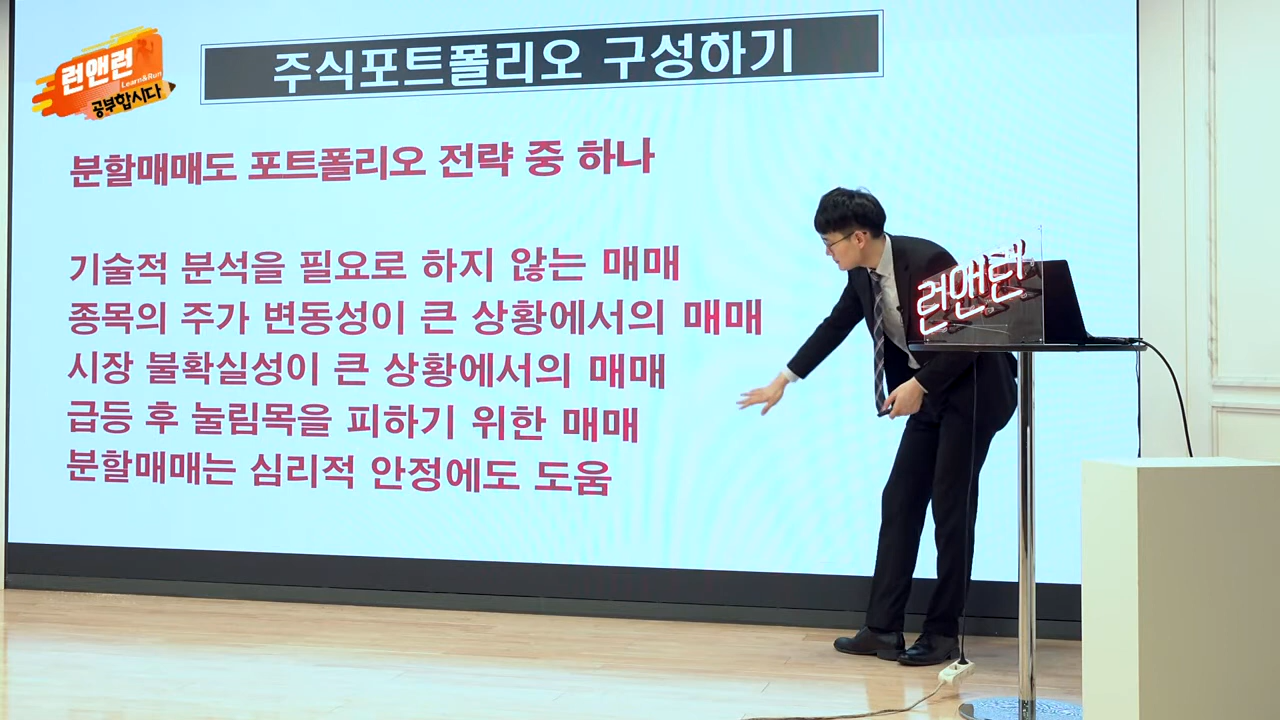 런앤런
Learn&Run
공부합시다
주식포트폴리오 구성하기
분할매매도 포트폴리오 전략 중 하나
기술적 분석을 필요로 하지 않는 매매
종목의 주가 변동성이 큰 상황에서의 매매
시장 불확실성이 큰 상황에서의 매매
급등 후 눌림목을 피하기 위한 매매
분할매매는 심리적 안정에도 도움
런앤런